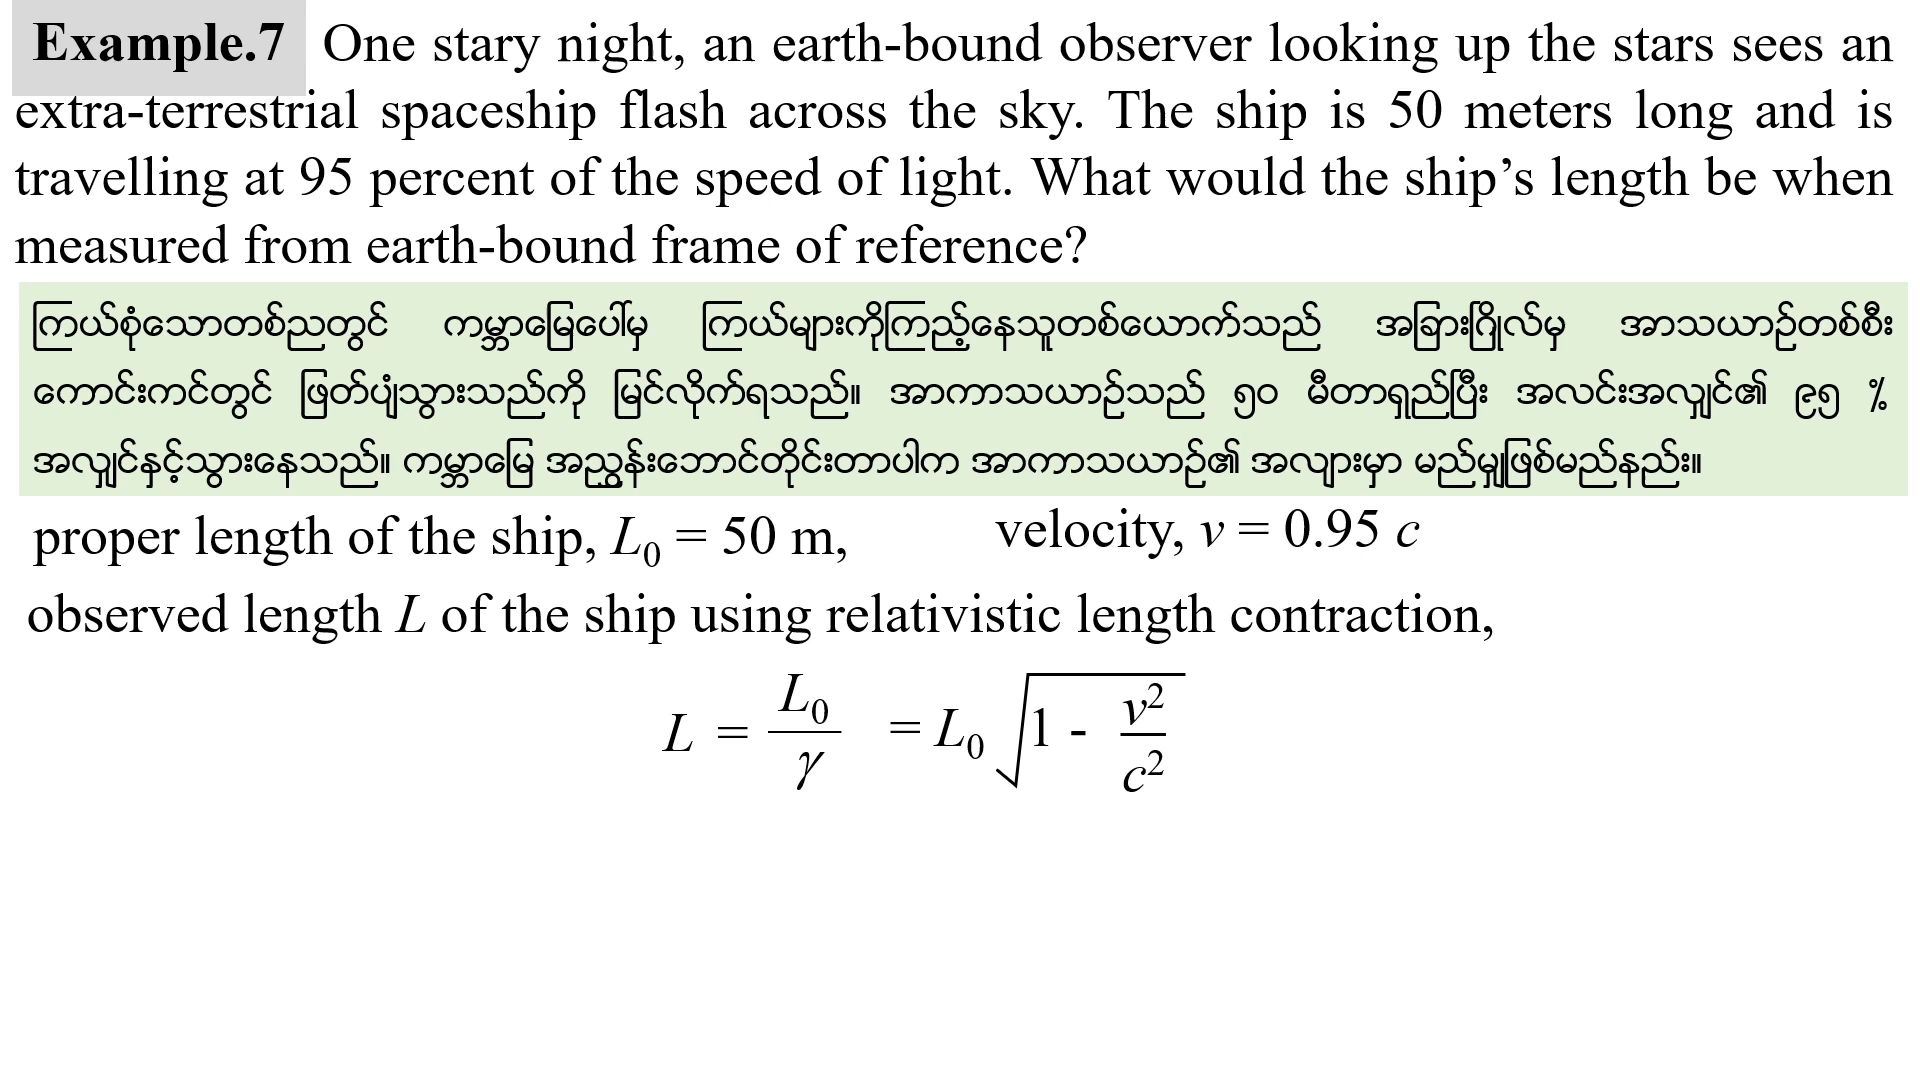 Example.7 One stary night, an earth-bound observer looking up the stars sees an
extra-terrestrial spaceship flash across the sky. The ship is 50 meters long and is
travelling at 95 percent of the speed of light. What would the ship’s length be when
measured from earth-bound frame of reference?
ကြယ်စုံသောတစ်ညတွင် ကမ္ဘာမြေပေါ်မှ ကြယ်များကိုကြည့်နေသူတစ်ယောက်သည် အခြားဂြိုလ်မှ အာသယာဉ်တစ်စီး
ကောင်းကင်တွင် ဖြတ်ပျံသွားသည်ကို မြင်လိုက်ရသည်။ အာကာသယာဉ်သည် ၅၀ မီတာရှည်ပြီး အလင်းအလျှင်၏ ၉၅ %
အလျှင်နှင့်သွားနေသည်။ ကမ္ဘာမြေ အညွှန်းဘောင်တိုင်းတာပါက အာကာသယာဉ်၏ အလျားမှာ မည်မျှဖြစ်မည်နည်း။
proper length of the ship, L₀ = 50 m, velocity, v = 0.95 c
observed length L of the ship using relativistic length contraction,
L = L₀/γ = L₀ √(1 - v²/c²)